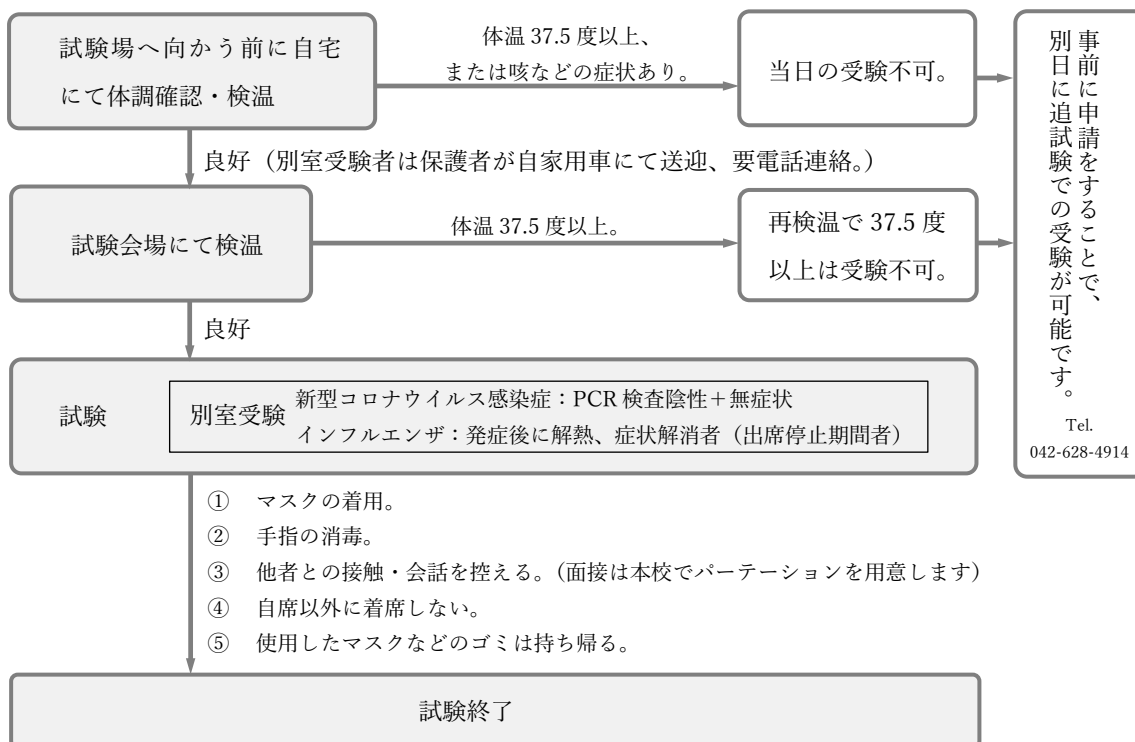 試験場へ向かう前に自宅
にて体調確認・検温
体温 37.5 度以上、
または咳などの症状あり。
当日の受験不可。
事前に申請をすることで、
別日に追試験での受験が可能です。
Tel.
042-628-4914
良好（別室受験者は保護者が自家用車にて送迎、要電話連絡。）
試験会場にて検温
体温 37.5 度以上。
再検温で 37.5 度
以上は受験不可。
良好
試験
別室受験
新型コロナウイルス感染症：PCR 検査陰性＋無症状
インフルエンザ：発症後に解熱、症状解消者（出席停止期間者）
① マスクの着用。
② 手指の消毒。
③ 他者との接触・会話を控える。（面接は本校でパーテーションを用意します）
④ 自席以外に着席しない。
⑤ 使用したマスクなどのゴミは持ち帰る。
試験終了